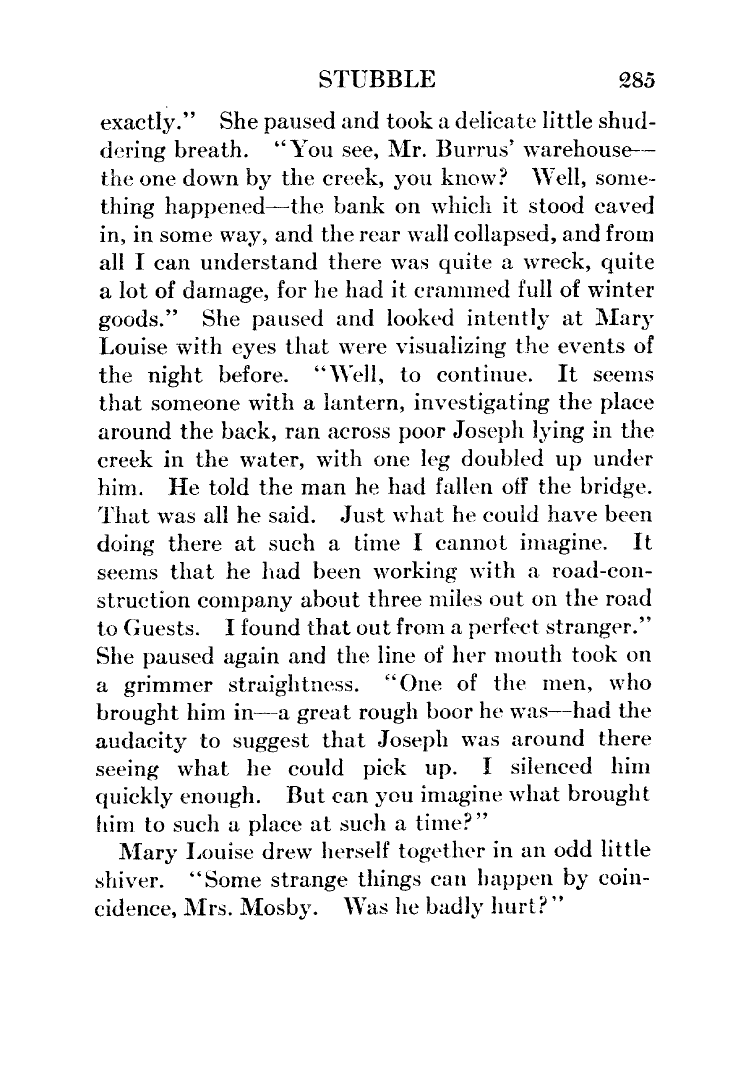 STUBBLE 285
exactly.” She paused and took a delicate little shud-
dering breath. “You see, Mr. Burrus’ warehouse—
the one down by the creek, you know? Well, some-
thing happened—the bank on which it stood caved
in, in some way, and the rear wall collapsed, and from
all I can understand there was quite a wreck, quite
a lot of damage, for he had it crammed full of winter
goods.” She paused and looked intently at Mary
Louise with eyes that were visualizing the events of
the night before. “Well, to continue. It seems
that someone with a lantern, investigating the place
around the back, ran across poor Joseph lying in the
creek in the water, with one leg doubled up under
him. He told the man he had fallen off the bridge.
That was all he said. Just what he could have been
doing there at such a time I cannot imagine. It
seems that he had been working with a road-con-
struction company about three miles out on the road
to Guests. I found that out from a perfect stranger.”
She paused again and the line of her mouth took on
a grimmer straightness. “One of the men, who
brought him in—a great rough boor he was—had the
audacity to suggest that Joseph was around there
seeing what he could pick up. I silenced him
quickly enough. But can you imagine what brought
him to such a place at such a time?”
Mary Louise drew herself together in an odd little
shiver. “Some strange things can happen by coin-
cidence, Mrs. Mosby. Was he badly hurt?”